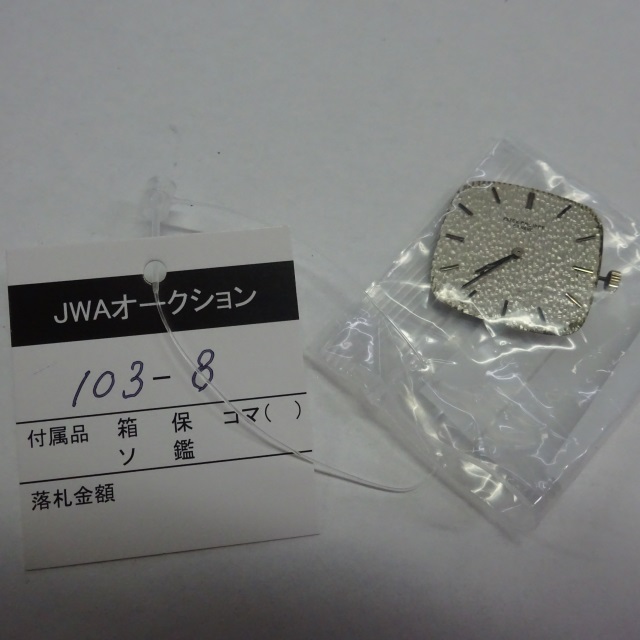 JWAオークション
103-8
付属品 箱 保 コマ( )
ソ 鑑
落札金額